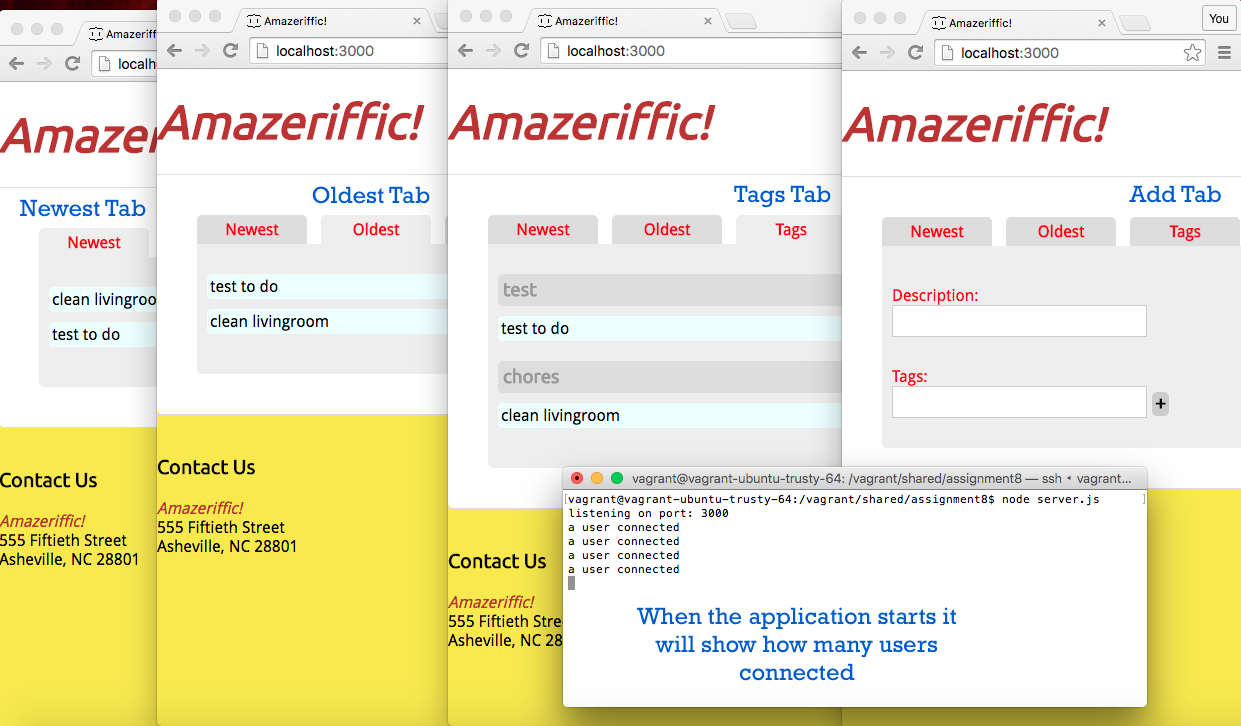 Amazeriff
localh
Amazer
Newest Tab
Newest
clean livingroo
test to do
Contact Us
Amazeriffic!
555 Fiftieth Street
Asheville, NC 28801
Amazeriffic!
localhost:3000
Amazeriffic!
Oldest Tab
Newest
Oldest
test to do
clean livingroom
Contact Us
Amazeriffic!
555 Fiftieth Street
Asheville, NC 28801
Amazeriffic!
localhost:3000
Amazeriffic!
Tags Tab
Newest
Oldest
Tags
test
test to do
chores
clean livingroom
Contact Us
Amazeriffic!
555 Fiftieth Stree
Asheville, NC 28
Amazeriffic!
You
localhost:3000
Amazeriffic!
Add Tab
Newest
Oldest
Tags
Description:
Tags:
+
vagrant@vagrant-ubuntu-trusty-64: /vagrant/shared/assignment8 — ssh ‹ vagrant...
[vagrant@vagrant-ubuntu-trusty-64:/vagrant/shared/assignment8$ node server.js ]
listening on port: 3000
a user connected
a user connected
a user connected
a user connected
When the application starts it
will show how many users
connected